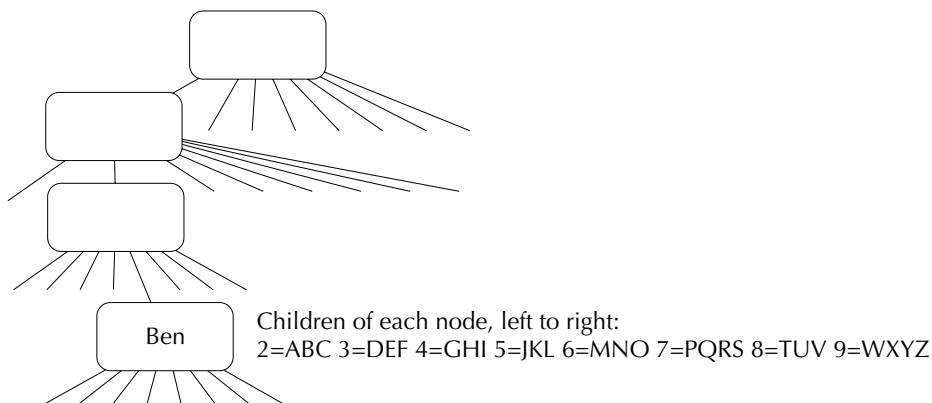 Ben
Children of each node, left to right:
2=ABC 3=DEF 4=GHI 5=JKL 6=MNO 7=PQRS 8=TUV 9=WXYZ